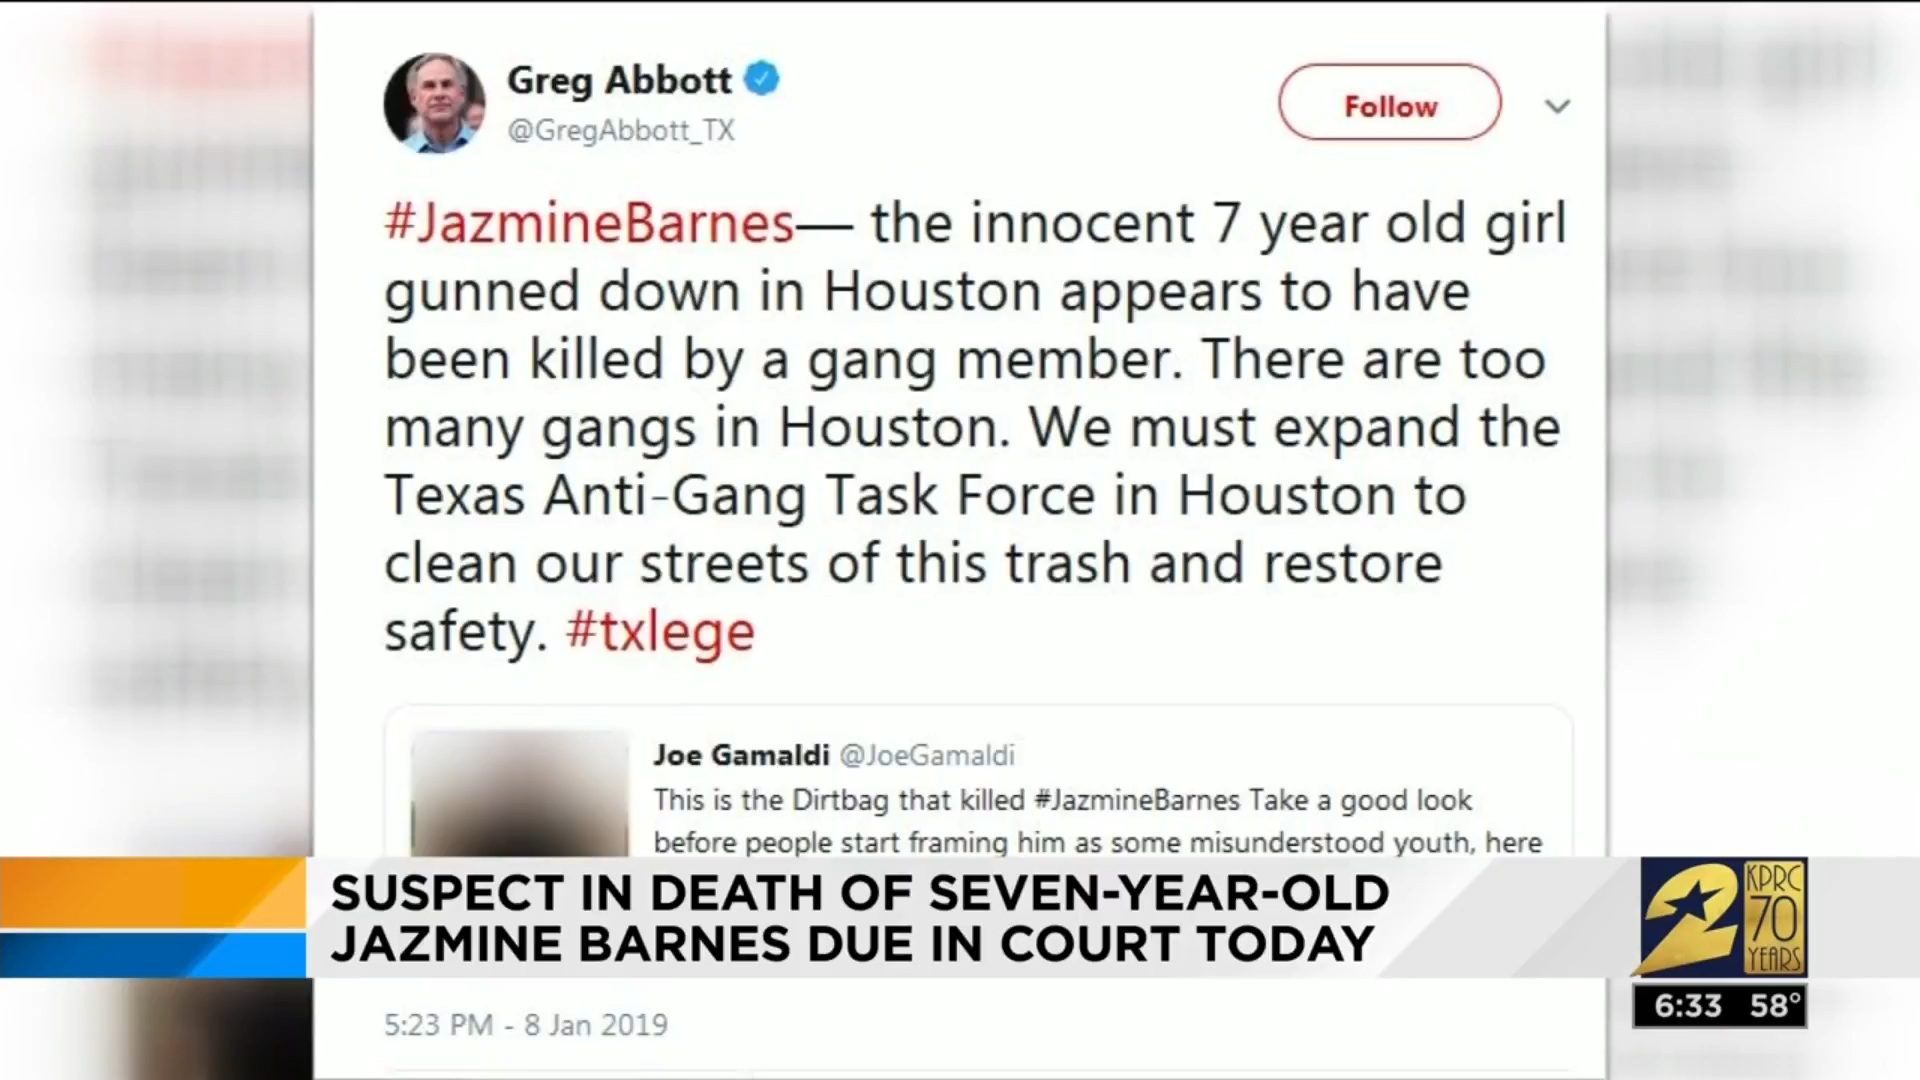 Greg Abbott
@GregAbbott_TX
Follow
#JazmineBarnes— the innocent 7 year old girl
gunned down in Houston appears to have
been killed by a gang member. There are too
many gangs in Houston. We must expand the
Texas Anti-Gang Task Force in Houston to
clean our streets of this trash and restore
safety. #txlege
Joe Gamaldi @JoeGamaldi
This is the Dirtbag that killed #JazmineBarnes Take a good look
before people start framing him as some misunderstood youth, here
SUSPECT IN DEATH OF SEVEN-YEAR-OLD
JAZMINE BARNES DUE IN COURT TODAY
2
KPRC
70
YEARS
6:33 58°
5:23 PM - 8 Jan 2019